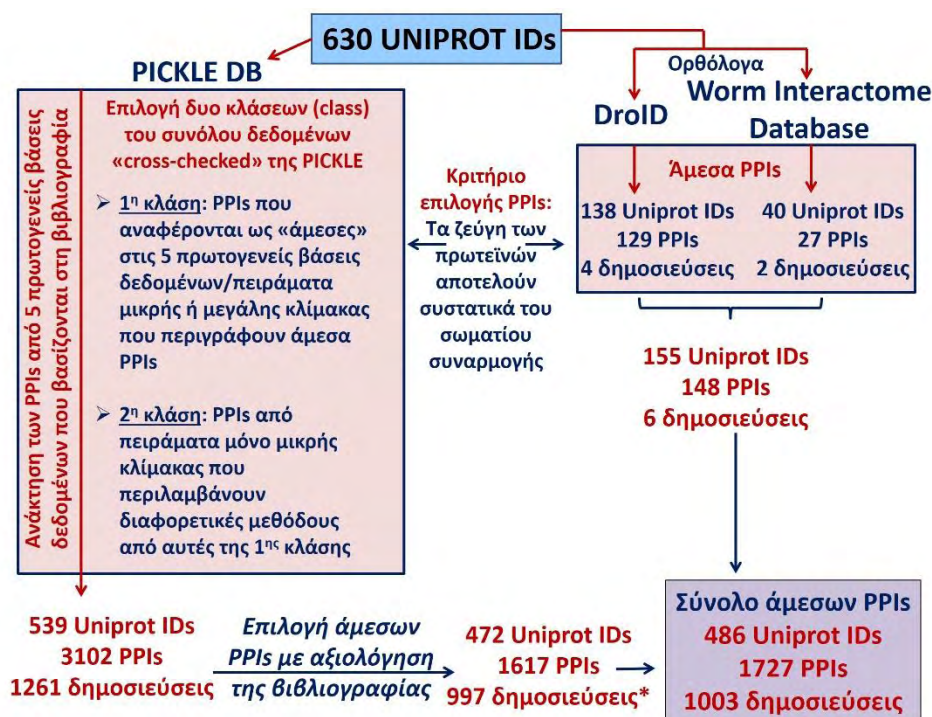 630 UNIPROT IDs
PICKLE DB
Ανάκτηση των PPIs από 5 πρωτογενείς βάσεις
δεδομένων που βασίζονται στη βιβλιογραφία
Επιλογή δυο κλάσεων (class)
του συνόλου δεδομένων
«cross-checked» της PICKLE
➢ 1η κλάση: PPIs που
αναφέρονται ως «άμεσες»
στις 5 πρωτογενείς βάσεις
δεδομένων/πειράματα
μικρής ή μεγάλης κλίμακας
που περιγράφουν άμεσα
PPIs
➢ 2η κλάση: PPIs από
πειράματα μόνο μικρής
κλίμακας που
περιλαμβάνουν
διαφορετικές μεθόδους
από αυτές της 1ης κλάσης
Κριτήριο
επιλογής PPIs:
Τα ζεύγη των
πρωτεϊνών
αποτελούν
συστατικά του
σωματίου
συναρμογής
Ορθόλογα
DroID
Worm Interactome
Database
Άμεσα PPIs
138 Uniprot IDs
129 PPIs
4 δημοσιεύσεις
40 Uniprot IDs
27 PPIs
2 δημοσιεύσεις
155 Uniprot IDs
148 PPIs
6 δημοσιεύσεις
539 Uniprot IDs
3102 PPIs
1261 δημοσιεύσεις
Επιλογή άμεσων
PPIs με αξιολόγηση
της βιβλιογραφίας
472 Uniprot IDs
1617 PPIs
997 δημοσιεύσεις*
Σύνολο άμεσων PPIs
486 Uniprot IDs
1727 PPIs
1003 δημοσιεύσεις